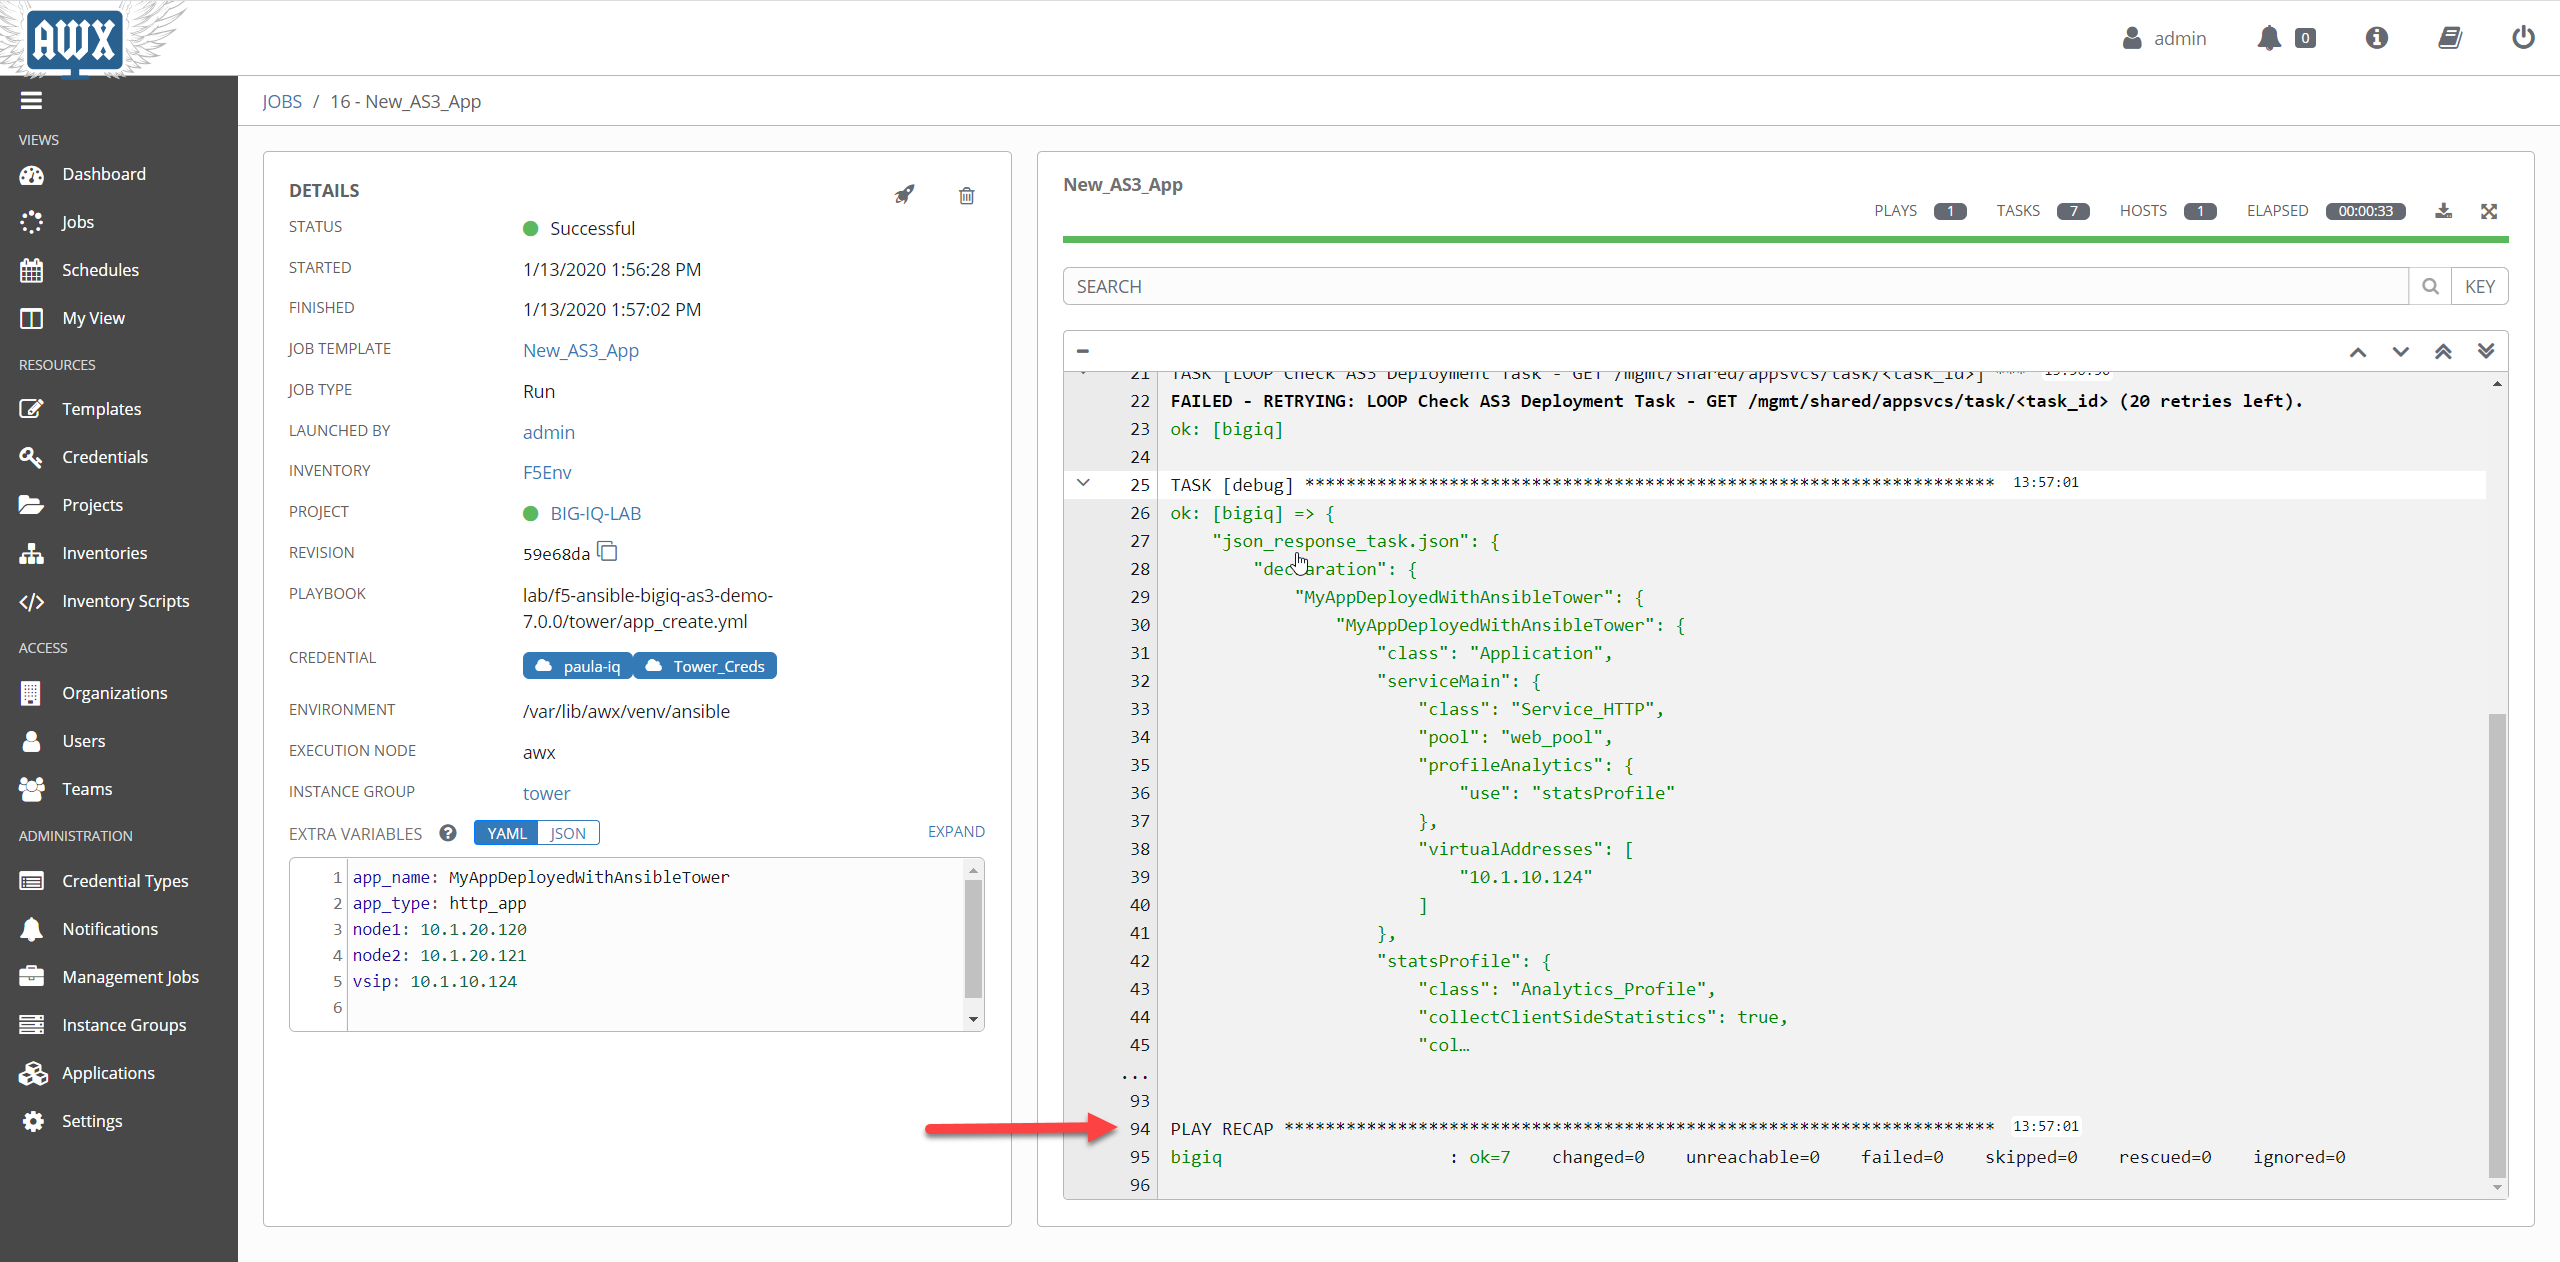 AWX
admin
0
VIEWS
Dashboard
Jobs
Schedules
My View
RESOURCES
Templates
Credentials
Projects
Inventories
Inventory Scripts
ACCESS
Organizations
Users
Teams
ADMINISTRATION
Credential Types
Notifications
Management Jobs
Instance Groups
Applications
Settings
JOBS / 16 - New_AS3_App
DETAILS
STATUS Successful
STARTED 1/13/2020 1:56:28 PM
FINISHED 1/13/2020 1:57:02 PM
JOB TEMPLATE New_AS3_App
JOB TYPE Run
LAUNCHED BY admin
INVENTORY F5Env
PROJECT BIG-IQ-LAB
REVISION 59e68da
PLAYBOOK lab/f5-ansible-bigiq-as3-demo-
7.0.0/tower/app_create.yml
CREDENTIAL paula-iq Tower_Creds
ENVIRONMENT /var/lib/awx/venv/ansible
EXECUTION NODE awx
INSTANCE GROUP tower
EXTRA VARIABLES ? YAML JSON EXPAND
1 app_name: MyAppDeployedWithAnsibleTower
2 app_type: http_app
3 node1: 10.1.20.120
4 node2: 10.1.20.121
5 vsip: 10.1.10.124
6
New_AS3_App
PLAYS 1 TASKS 7 HOSTS 1 ELAPSED 00:00:33
SEARCH KEY
21 TASK [LOOP Check AS3 Deployment Task - GET /mgmt/shared/appsvcs/task/<task_id>] ***
22 FAILED - RETRYING: LOOP Check AS3 Deployment Task - GET /mgmt/shared/appsvcs/task/<task_id> (20 retries left).
23 ok: [bigiq]
24
25 TASK [debug] ******************************************************************* 13:57:01
26 ok: [bigiq] => {
27 "json_response_task.json": {
28 "declaration": {
29 "MyAppDeployedWithAnsibleTower": {
30 "MyAppDeployedWithAnsibleTower": {
31 "class": "Application",
32 "serviceMain": {
33 "class": "Service_HTTP",
34 "pool": "web_pool",
35 "profileAnalytics": {
36 "use": "statsProfile"
37 },
38 "virtualAddresses": [
39 "10.1.10.124"
40 ]
41 },
42 "statsProfile": {
43 "class": "Analytics_Profile",
44 "collectClientSideStatistics": true,
45 "col…
...
93
94 PLAY RECAP ********************************************************************* 13:57:01
95 bigiq : ok=7 changed=0 unreachable=0 failed=0 skipped=0 rescued=0 ignored=0
96